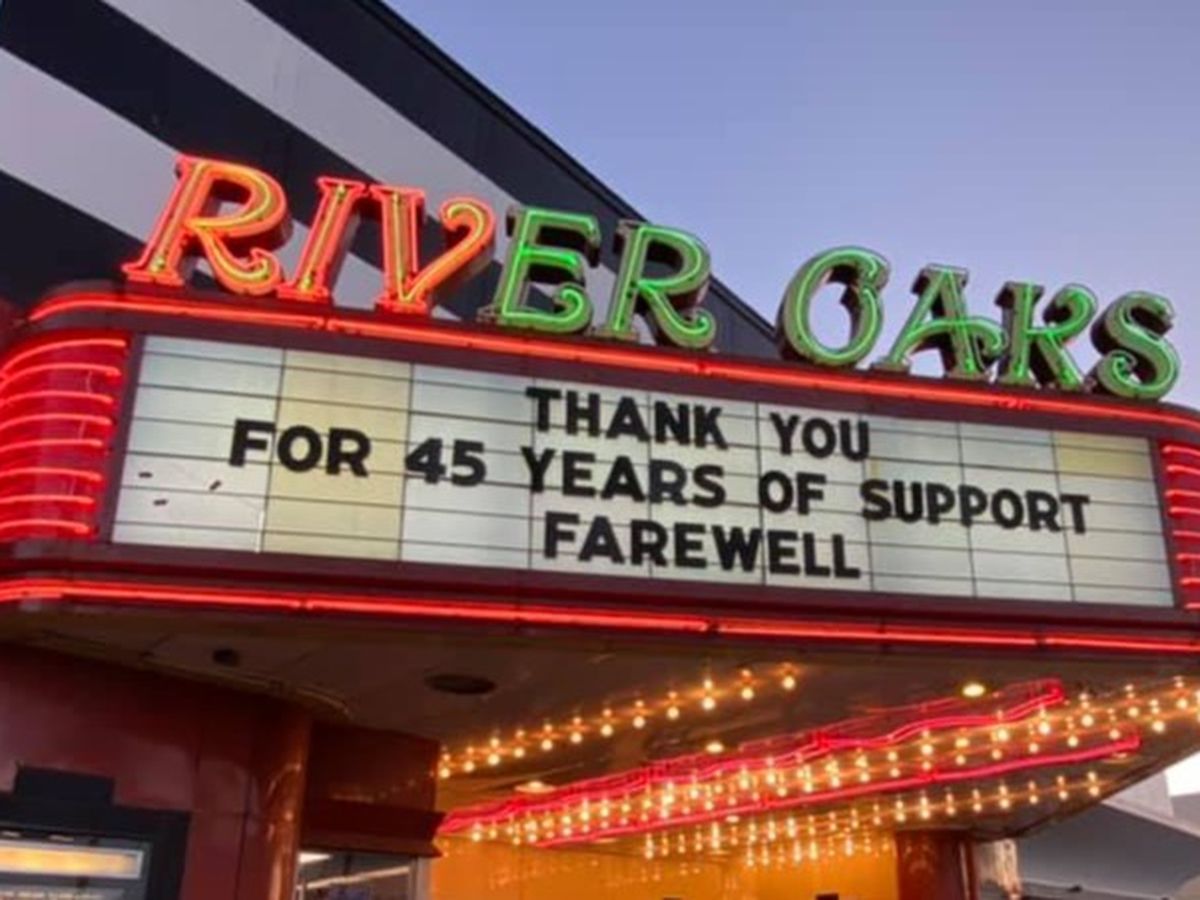 RIVER OAKS
THANK YOU
FOR 45 YEARS OF SUPPORT
FAREWELL